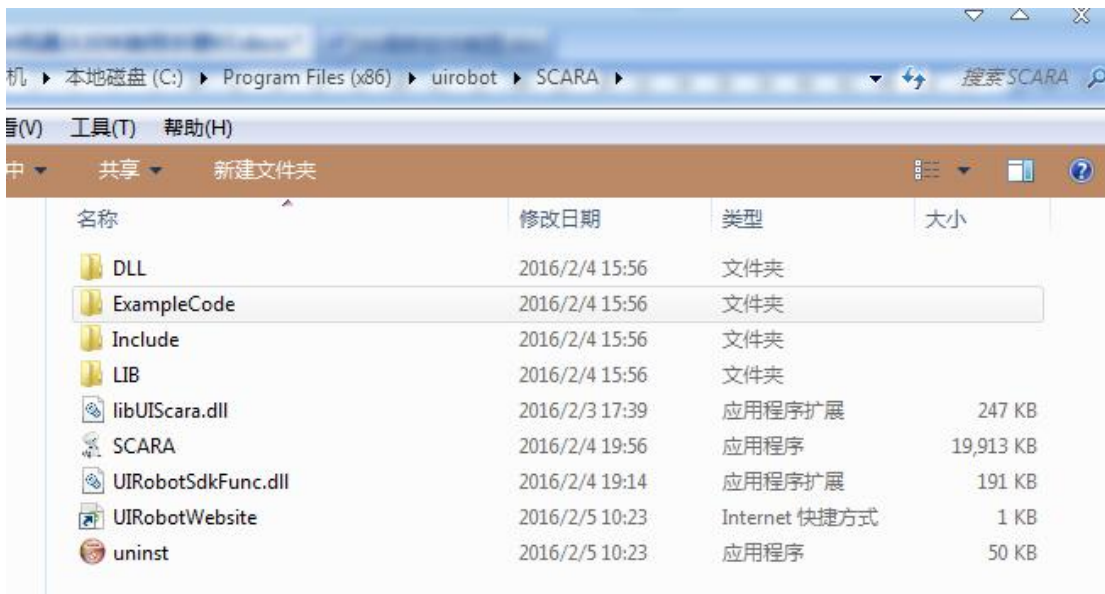 机 ▸ 本地磁盘 (C:) ▸ Program Files (x86) ▸ uirobot ▸ SCARA ▸ 搜索 SCARA
看(V) 工具(T) 帮助(H)
中 共享 新建文件夹
名称 修改日期 类型 大小
DLL 2016/2/4 15:56 文件夹
ExampleCode 2016/2/4 15:56 文件夹
Include 2016/2/4 15:56 文件夹
LIB 2016/2/4 15:56 文件夹
libUIScara.dll 2016/2/3 17:39 应用程序扩展 247 KB
SCARA 2016/2/4 19:56 应用程序 19,913 KB
UIRobotSdkFunc.dll 2016/2/4 19:14 应用程序扩展 191 KB
UIRobotWebsite 2016/2/5 10:23 Internet 快捷方式 1 KB
uninst 2016/2/5 10:23 应用程序 50 KB